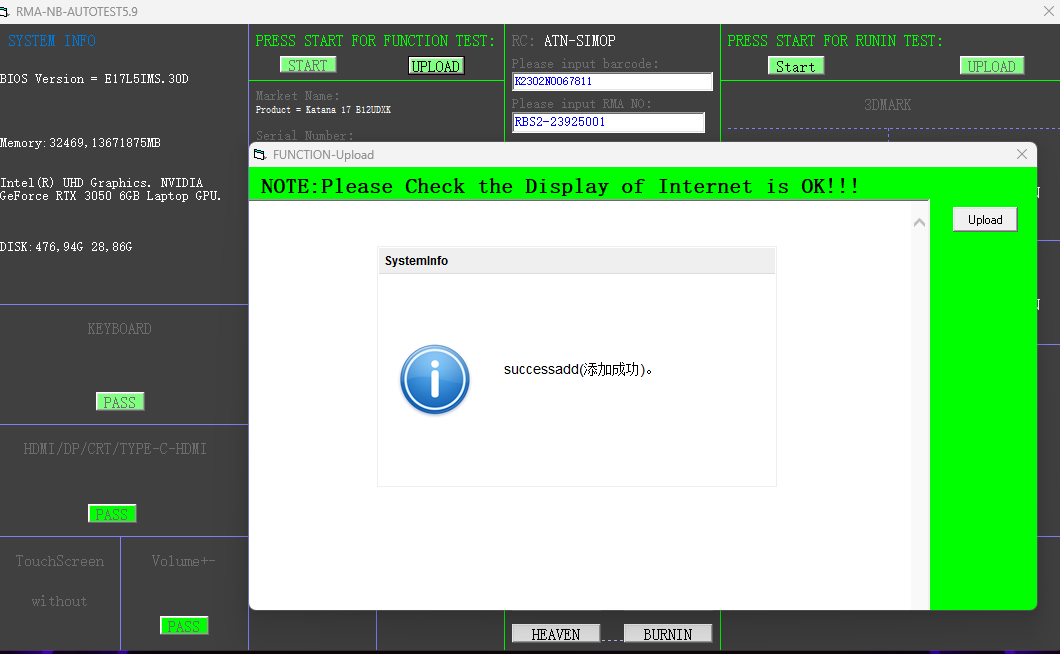 RMA-NB-AUTOTEST5.9
SYSTEM INFO
BIOS Version = E17L5IMS.30D
Memory:32469,13671875MB
Intel(R) UHD Graphics. NVIDIA
GeForce RTX 3050 6GB Laptop GPU.
DISK:476,94G 28,86G
KEYBOARD
PASS
HDMI/DP/CRT/TYPE-C-HDMI
PASS
TouchScreen
without
Volume+-
PASS
PRESS START FOR FUNCTION TEST:
START
UPLOAD
Market Name:
Product = Katana 17 B12UDXK
Serial Number:
RC: ATN-SIMOP
Please input barcode:
K2302N0067811
Please input RMA NO:
RBS2-23925001
PRESS START FOR RUNIN TEST:
Start
UPLOAD
3DMARK
FUNCTION-Upload
NOTE:Please Check the Display of Internet is OK!!!
Upload
SystemInfo
successadd(添加成功)。
HEAVEN
BURNIN